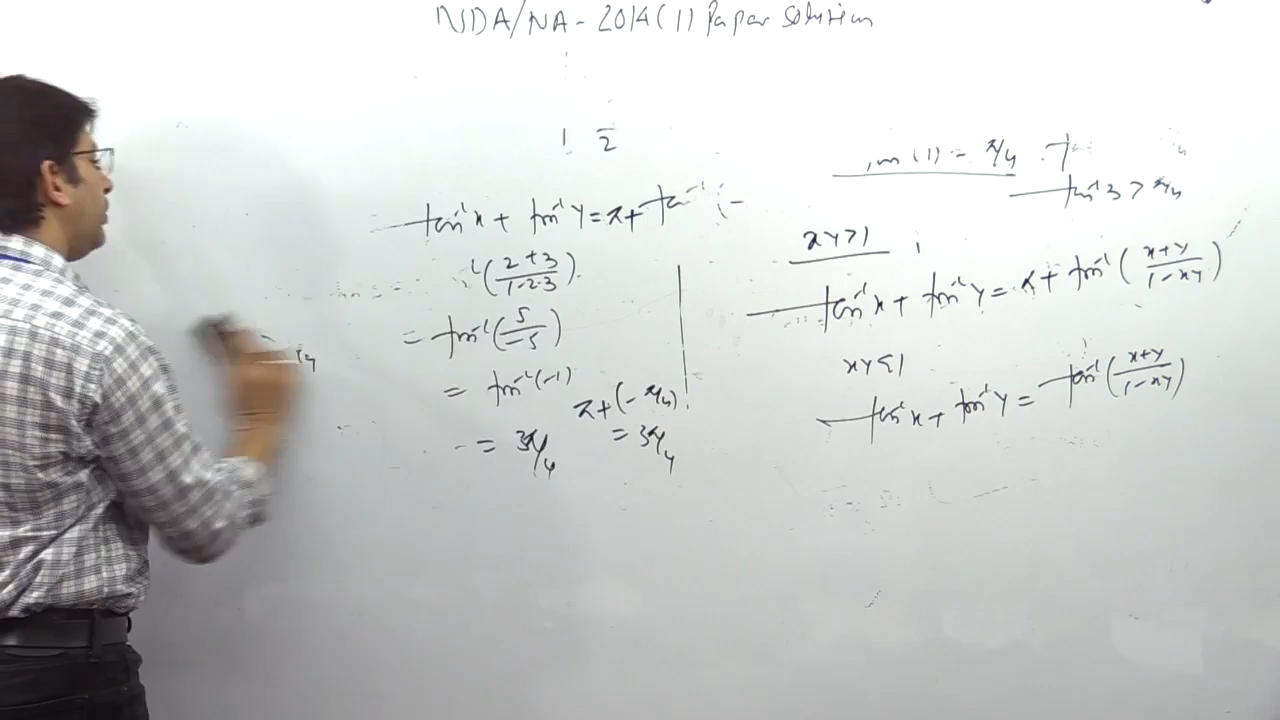 NDA/NA - 2014(1) Paper Solution
1 2
tan⁻¹x + tan⁻¹y = π + tan⁻¹(-
⁻¹(2+3/1-2·3)
= tan⁻¹(5/-5)
= tan⁻¹(-1)
π + (-π/4)
= 3π/4 = 3π/4
π/4
an(1) = π/4
tan⁻¹3 > π/4
xy>1
tan⁻¹x + tan⁻¹y = π + tan⁻¹(x+y/1-xy)
xy≤1
tan⁻¹x + tan⁻¹y = tan⁻¹(x+y/1-xy)